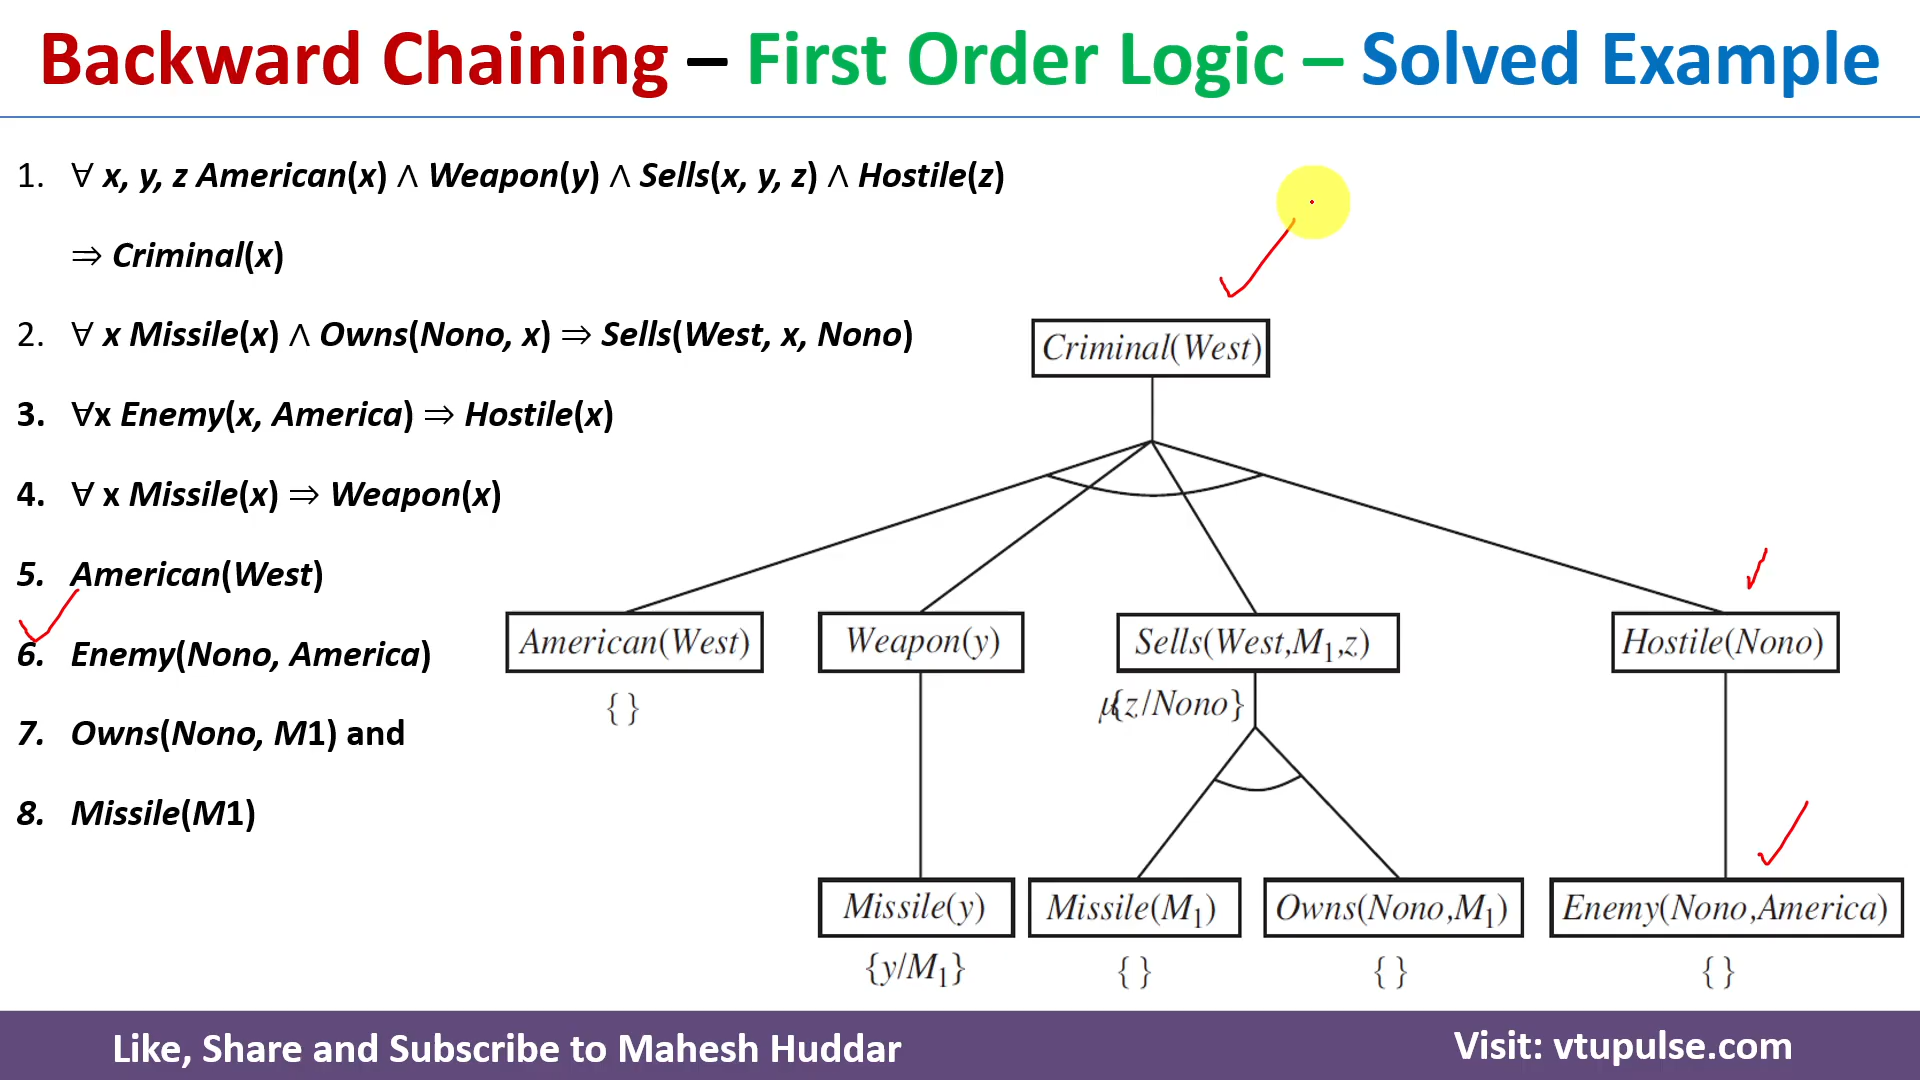 Backward Chaining – First Order Logic – Solved Example
1. ∀ x, y, z American(x) ∧ Weapon(y) ∧ Sells(x, y, z) ∧ Hostile(z)
⇒ Criminal(x)
2. ∀ x Missile(x) ∧ Owns(Nono, x) ⇒ Sells(West, x, Nono)
3. ∀x Enemy(x, America) ⇒ Hostile(x)
4. ∀ x Missile(x) ⇒ Weapon(x)
5. American(West)
6. Enemy(Nono, America)
7. Owns(Nono, M1) and
8. Missile(M1)
Criminal(West)
American(West) Weapon(y) Sells(West,M₁,z) Hostile(Nono)
{ } {z/Nono}
Missile(y) Missile(M₁) Owns(Nono,M₁) Enemy(Nono,America)
{y/M₁} { } { } { }
Like, Share and Subscribe to Mahesh Huddar
Visit: vtupulse.com